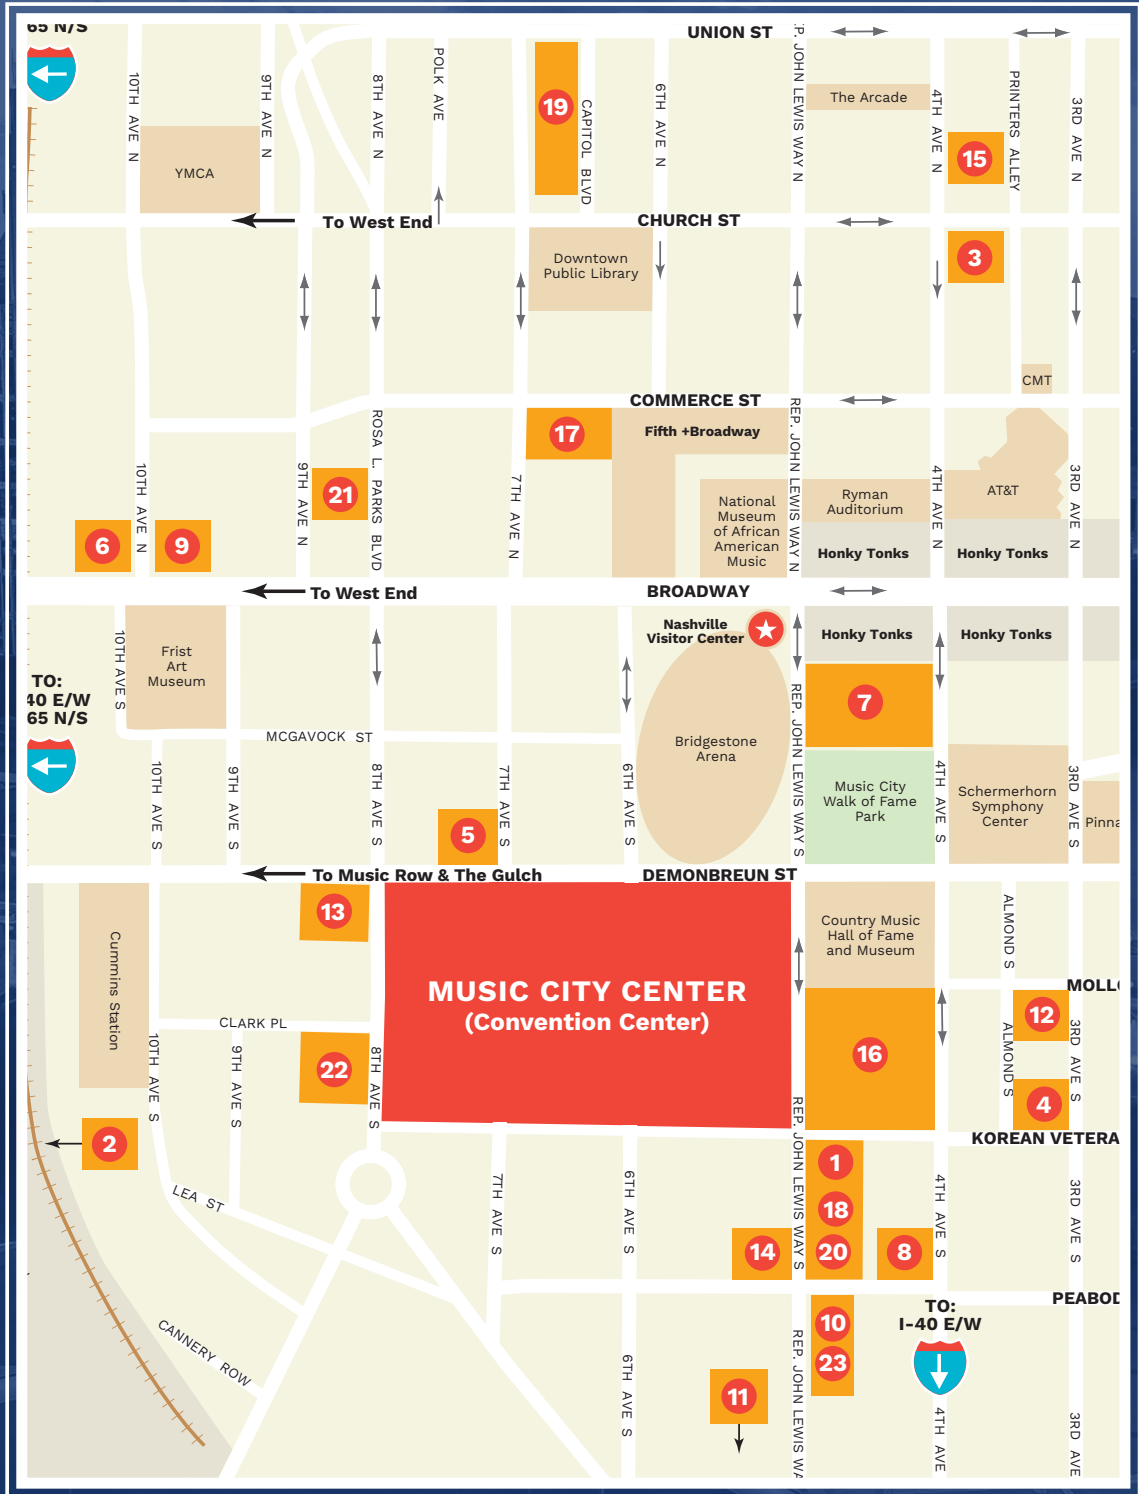 65 N/S
UNION ST
10TH AVE N
9TH AVE N
8TH AVE N
POLK AVE
19
CAPITOL BLVD
6TH AVE N
P. JOHN LEWIS WAY N
The Arcade
4TH AVE N
PRINTERS ALLEY
3RD AVE N
15
YMCA
To West End
CHURCH ST
Downtown
Public Library
3
CMT
COMMERCE ST
17
Fifth +Broadway
ROSA L. PARKS BLVD
REP. JOHN LEWIS WAY N
10TH AVE N
9TH AVE N
21
7TH AVE N
National
Museum
of African
American
Music
Ryman
Auditorium
4TH AVE N
AT&T
3RD AVE N
6
9
Honky Tonks
Honky Tonks
To West End
BROADWAY
Nashville
Visitor Center
Honky Tonks
Honky Tonks
10TH AVE S
Frist
Art
Museum
TO:
40 E/W
65 N/S
7
REP. JOHN LEWIS WAY S
MCGAVOCK ST
Bridgestone
Arena
10TH AVE S
9TH AVE S
8TH AVE S
7TH AVE S
6TH AVE S
Music City
Walk of Fame
Park
4TH AVE S
Schermerhorn
Symphony
Center
3RD AVE S
Pinna
5
To Music Row & The Gulch
DEMONBREUN ST
13
Country Music
Hall of Fame
and Museum
ALMOND S
Cummins Station
MUSIC CITY CENTER
(Convention Center)
MOLLO
12
CLARK PL
10TH AVE S
9TH AVE S
22
8TH AVE S
16
ALMOND S
3RD AVE S
4
2
REP. JOHN LEWIS WAY S
KOREAN VETERA
1
LEA ST
7TH AVE S
6TH AVE S
18
4TH AVE S
3RD AVE S
14
20
8
PEABOD
TO:
I-40 E/W
10
CANNERY ROW
23
6TH AVE S
11
REP. JOHN LEWIS WA
4TH AVE
3RD AVE